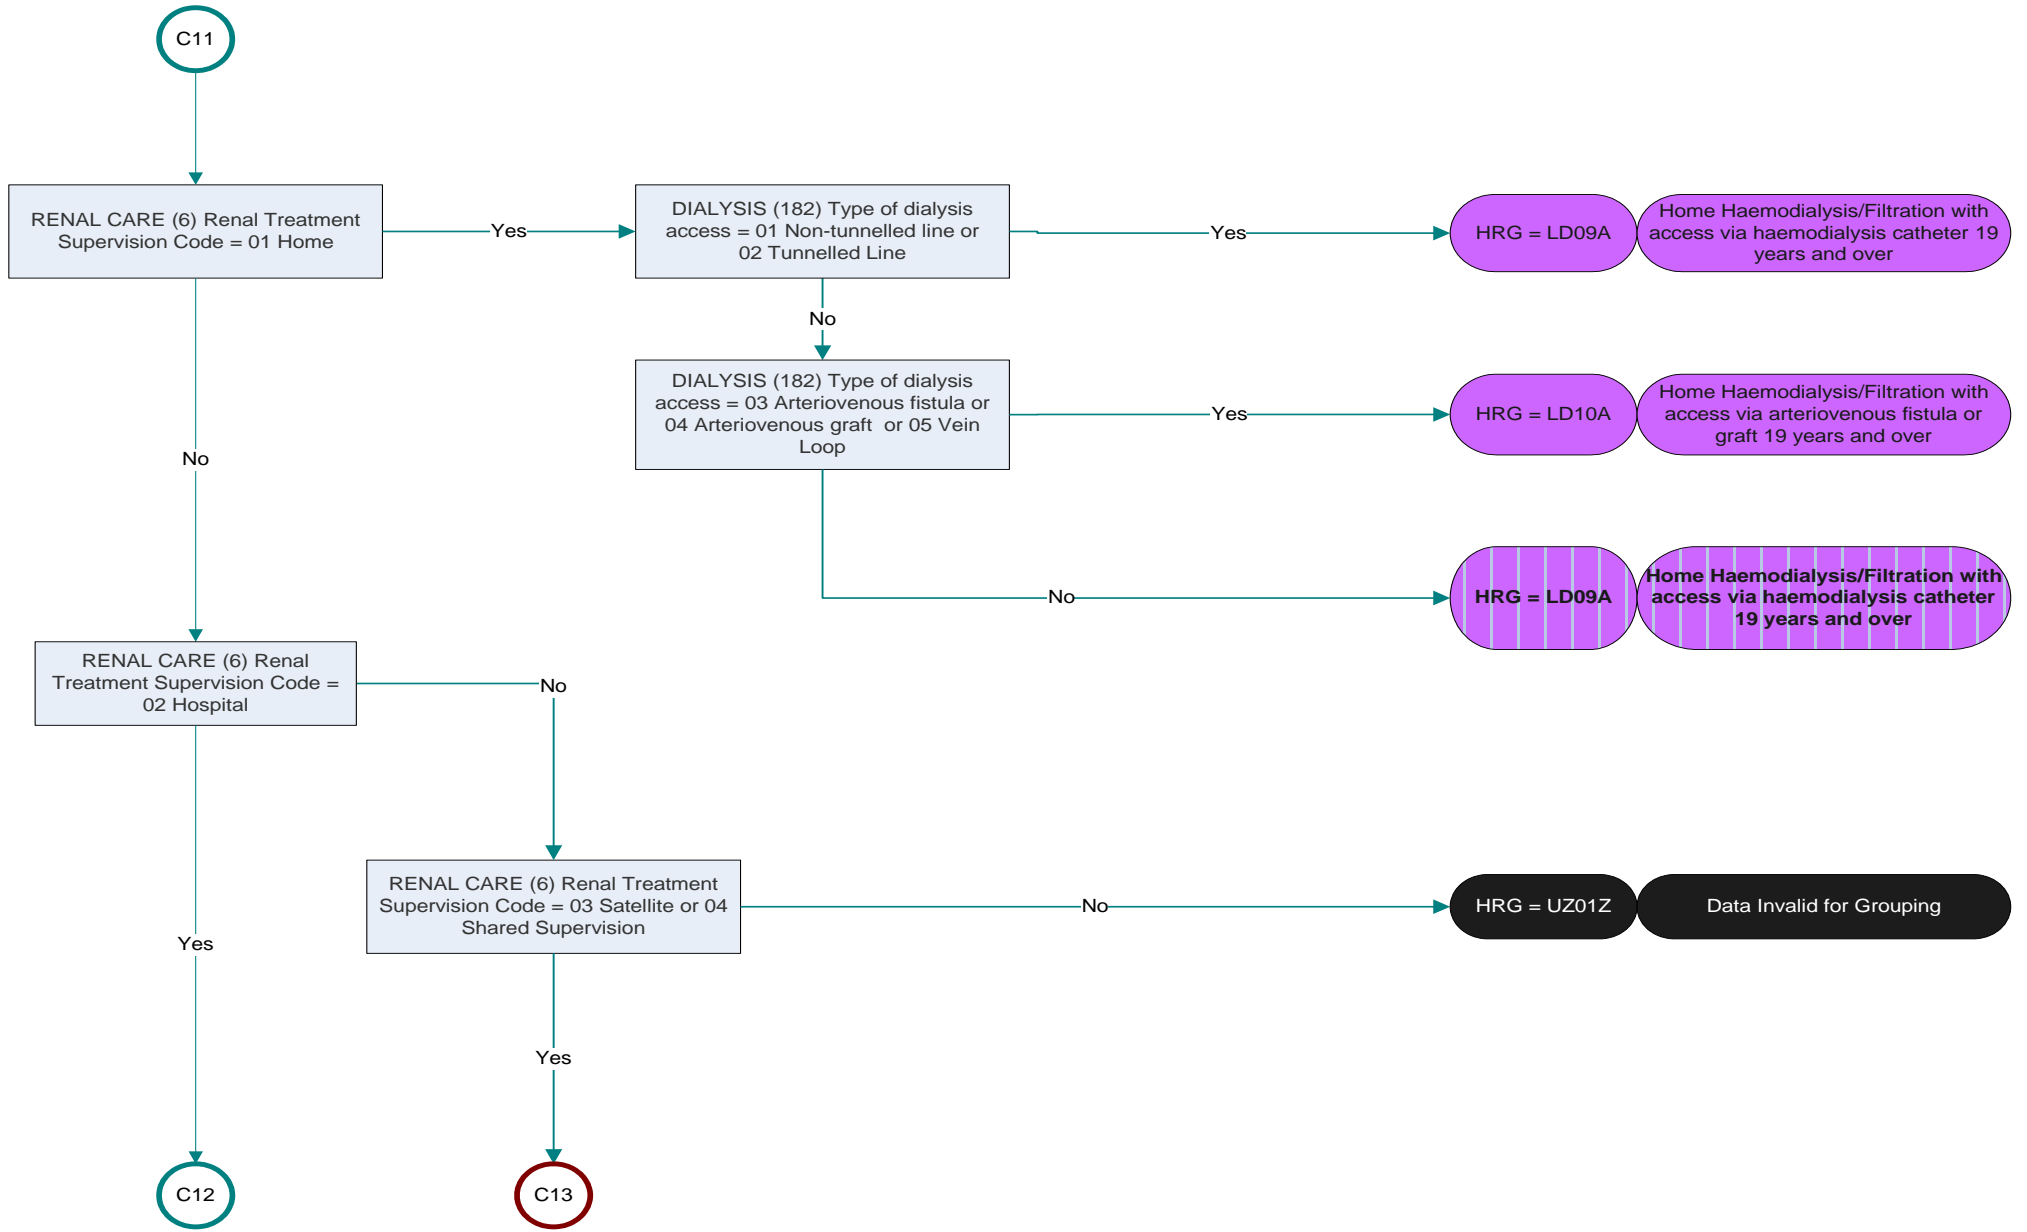 C11
RENAL CARE (6) Renal Treatment
Supervision Code = 01 Home
Yes
DIALYSIS (182) Type of dialysis
access = 01 Non-tunnelled line or
02 Tunnelled Line
Yes
HRG = LD09A
Home Haemodialysis/Filtration with
access via haemodialysis catheter 19
years and over
No
DIALYSIS (182) Type of dialysis
access = 03 Arteriovenous fistula or
04 Arteriovenous graft  or 05 Vein
Loop
Yes
HRG = LD10A
Home Haemodialysis/Filtration with
access via arteriovenous fistula or
graft 19 years and over
No
No
HRG = LD09A
Home Haemodialysis/Filtration with
access via haemodialysis catheter
19 years and over
RENAL CARE (6) Renal
Treatment Supervision Code =
02 Hospital
No
RENAL CARE (6) Renal Treatment
Supervision Code = 03 Satellite or 04
Shared Supervision
No
HRG = UZ01Z
Data Invalid for Grouping
Yes
Yes
C12
C13